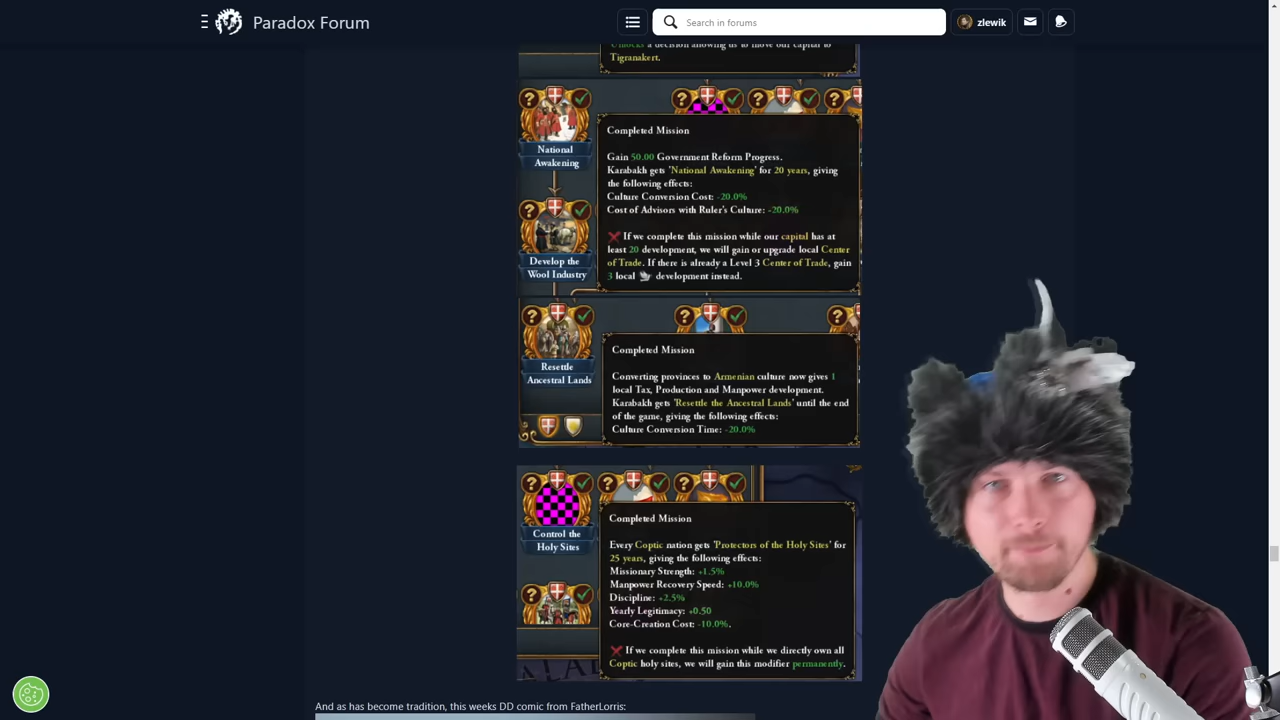 Paradox Forum
Search in forums
zlewik
Unlocks a decision allowing us to move our capital to
Tigranakert.
National
Awakening
Develop the
Wool Industry
Completed Mission
Gain 50.00 Government Reform Progress.
Karabakh gets 'National Awakening' for 20 years, giving
the following effects:
Culture Conversion Cost: -20.0%
Cost of Advisors with Ruler's Culture: -20.0%
If we complete this mission while our capital has at
least 20 development, we will gain or upgrade local Center
of Trade. If there is already a Level 3 Center of Trade, gain
3 local development instead.
Resettle
Ancestral Lands
Completed Mission
Converting provinces to Armenian culture now gives 1
local Tax, Production and Manpower development.
Karabakh gets 'Resettle the Ancestral Lands' until the end
of the game, giving the following effects:
Culture Conversion Time: -20.0%
Control the
Holy Sites
Completed Mission
Every Coptic nation gets 'Protectors of the Holy Sites' for
25 years, giving the following effects:
Missionary Strength: +1.5%
Manpower Recovery Speed: +10.0%
Discipline: +2.5%
Yearly Legitimacy: +0.50
Core-Creation Cost: -10.0%.
If we complete this mission while we directly own all
Coptic holy sites, we will gain this modifier permanently.
And as has become tradition, this weeks DD comic from FatherLorris: